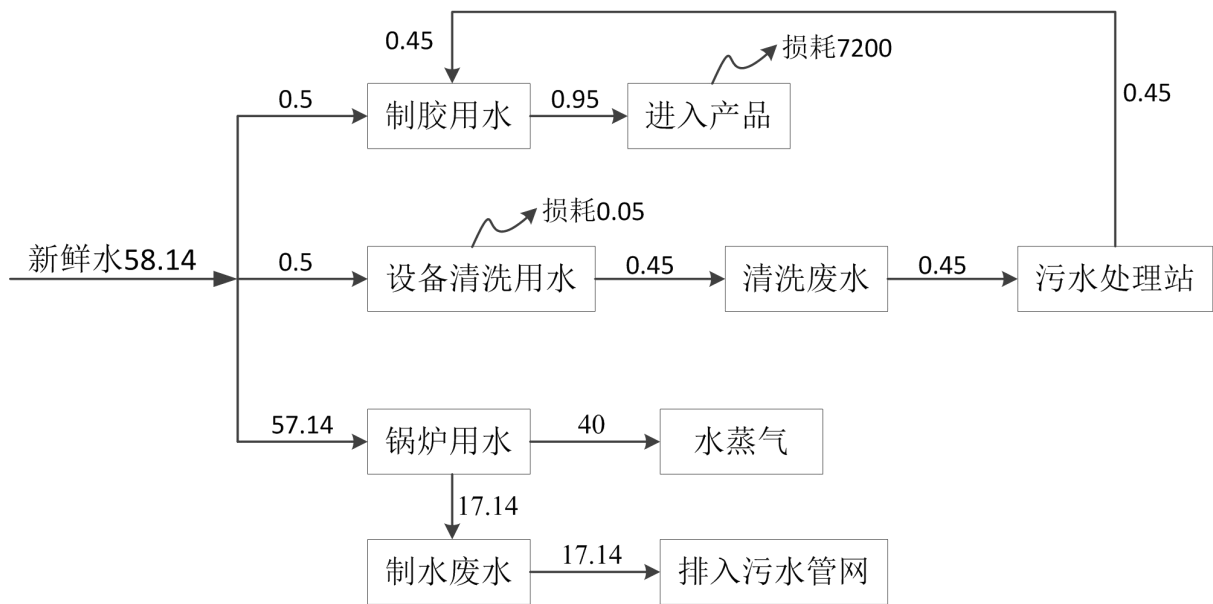 0.45
损耗7200
0.5
制胶用水
0.95
进入产品
0.45
损耗0.05
新鲜水58.14
0.5
设备清洗用水
0.45
清洗废水
0.45
污水处理站
57.14
锅炉用水
40
水蒸气
17.14
制水废水
17.14
排入污水管网